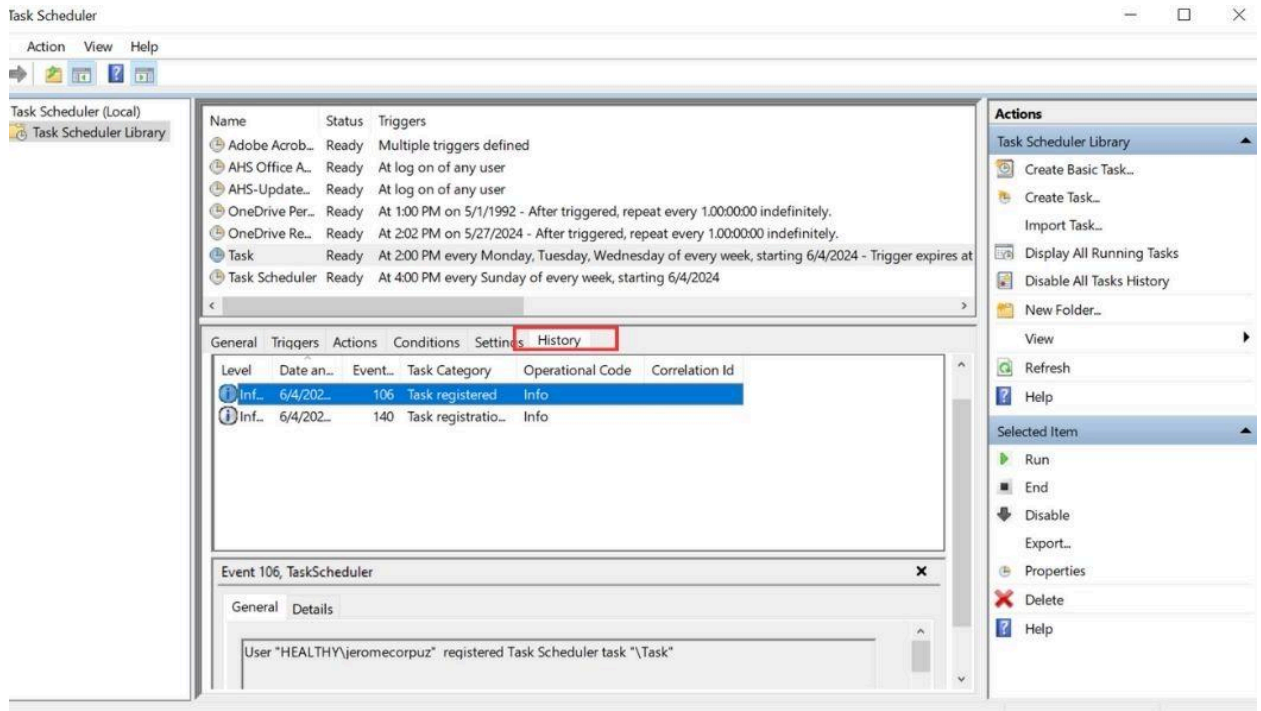 Task Scheduler
Action View Help
Task Scheduler (Local)
Task Scheduler Library
Name Status Triggers
Adobe Acrob... Ready Multiple triggers defined
AHS Office A... Ready At log on of any user
AHS-Update... Ready At log on of any user
OneDrive Per... Ready At 1:00 PM on 5/1/1992 - After triggered, repeat every 1.00:00:00 indefinitely.
OneDrive Re... Ready At 2:02 PM on 5/27/2024 - After triggered, repeat every 1.00:00:00 indefinitely.
Task Ready At 2:00 PM every Monday, Tuesday, Wednesday of every week, starting 6/4/2024 - Trigger expires at
Task Scheduler Ready At 4:00 PM every Sunday of every week, starting 6/4/2024
General Triggers Actions Conditions Settings History
Level Date an... Event... Task Category Operational Code Correlation Id
Inf... 6/4/202... 106 Task registered Info
Inf... 6/4/202... 140 Task registratio... Info
Event 106, TaskScheduler
General Details
User "HEALTHY\jeromecorpuz" registered Task Scheduler task "\Task"
Actions
Task Scheduler Library
Create Basic Task...
Create Task...
Import Task...
Display All Running Tasks
Disable All Tasks History
New Folder...
View
Refresh
Help
Selected Item
Run
End
Disable
Export...
Properties
Delete
Help